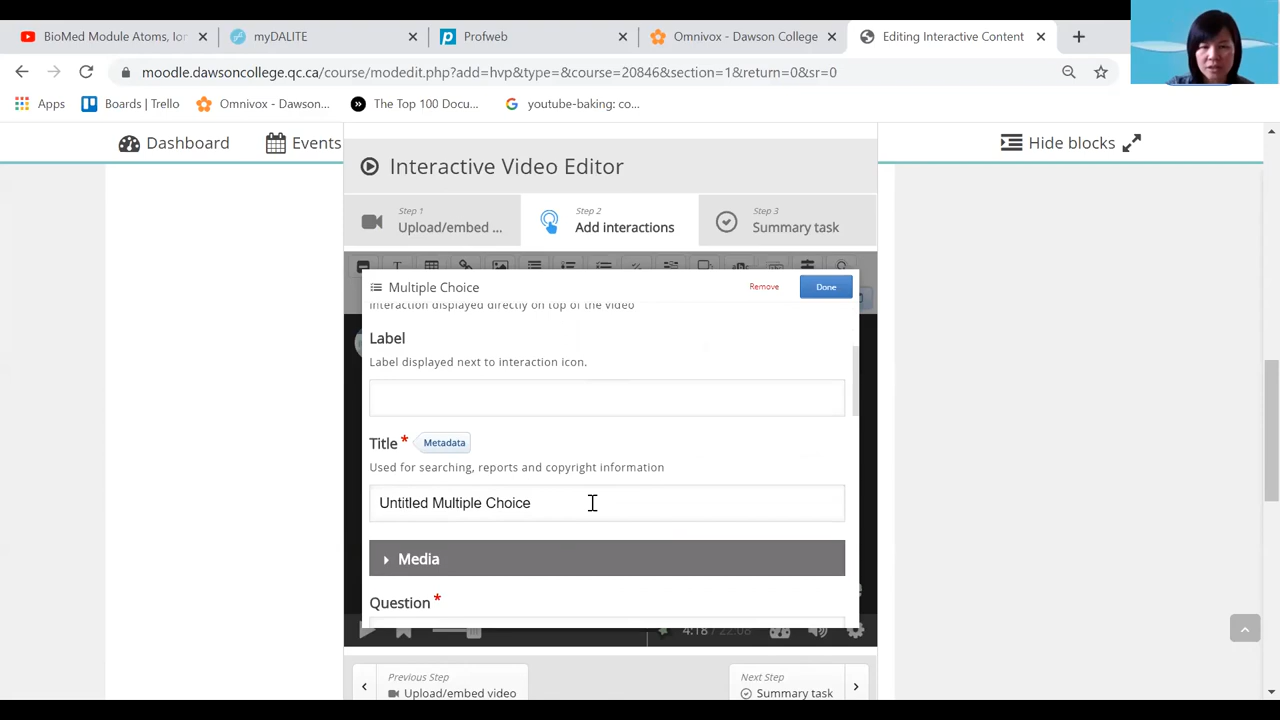 BioMed Module Atoms, Ion
myDALITE
Profweb
Omnivox - Dawson College
Editing Interactive Content
moodle.dawsoncollege.qc.ca/course/modedit.php?add=hvp&type=&course=20846&section=1&return=0&sr=0
Apps
Boards | Trello
Omnivox - Dawson...
The Top 100 Docu...
youtube-baking: co...
Dashboard
Events
Hide blocks
Interactive Video Editor
Step 1
Upload/embed ...
Step 2
Add interactions
Step 3
Summary task
Multiple Choice
Remove
Done
Interaction displayed directly on top of the video
Label
Label displayed next to interaction icon.
Title *
Metadata
Used for searching, reports and copyright information
Untitled Multiple Choice
Media
Question *
4:18 / 22:08
Previous Step
Upload/embed video
Next Step
Summary task